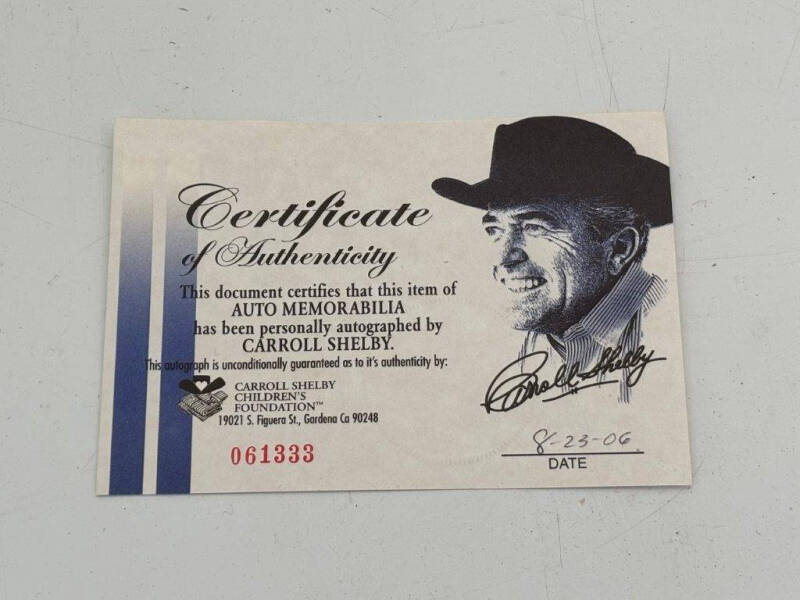 Certificate
of Authenticity
This document certifies that this item of
AUTO MEMORABILIA
has been personally autographed by
CARROLL SHELBY.
This autograph is unconditionally guaranteed as to it's authenticity by:
CARROLL SHELBY
CHILDREN'S
FOUNDATION™
19021 S. Figuera St., Gardena Ca 90248
061333
Carroll Shelby
8-23-06
DATE